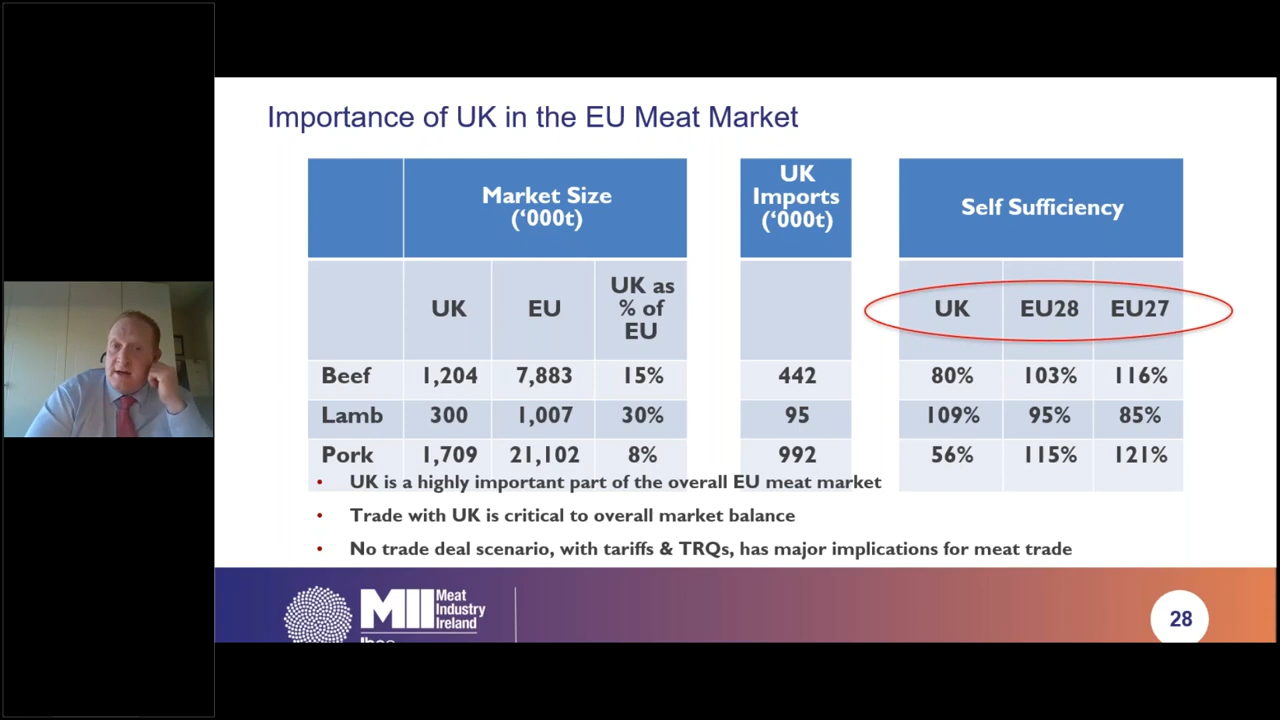 Importance of UK in the EU Meat Market
Market Size
(‘000t)
UK
Imports
(‘000t)
Self Sufficiency
UK EU UK as % of EU UK EU28 EU27
Beef 1,204 7,883 15% 442 80% 103% 116%
Lamb 300 1,007 30% 95 109% 95% 85%
Pork 1,709 21,102 8% 992 56% 115% 121%
• UK is a highly important part of the overall EU meat market
• Trade with UK is critical to overall market balance
• No trade deal scenario, with tariffs & TRQs, has major implications for meat trade
MII
Meat
Industry
Ireland
28